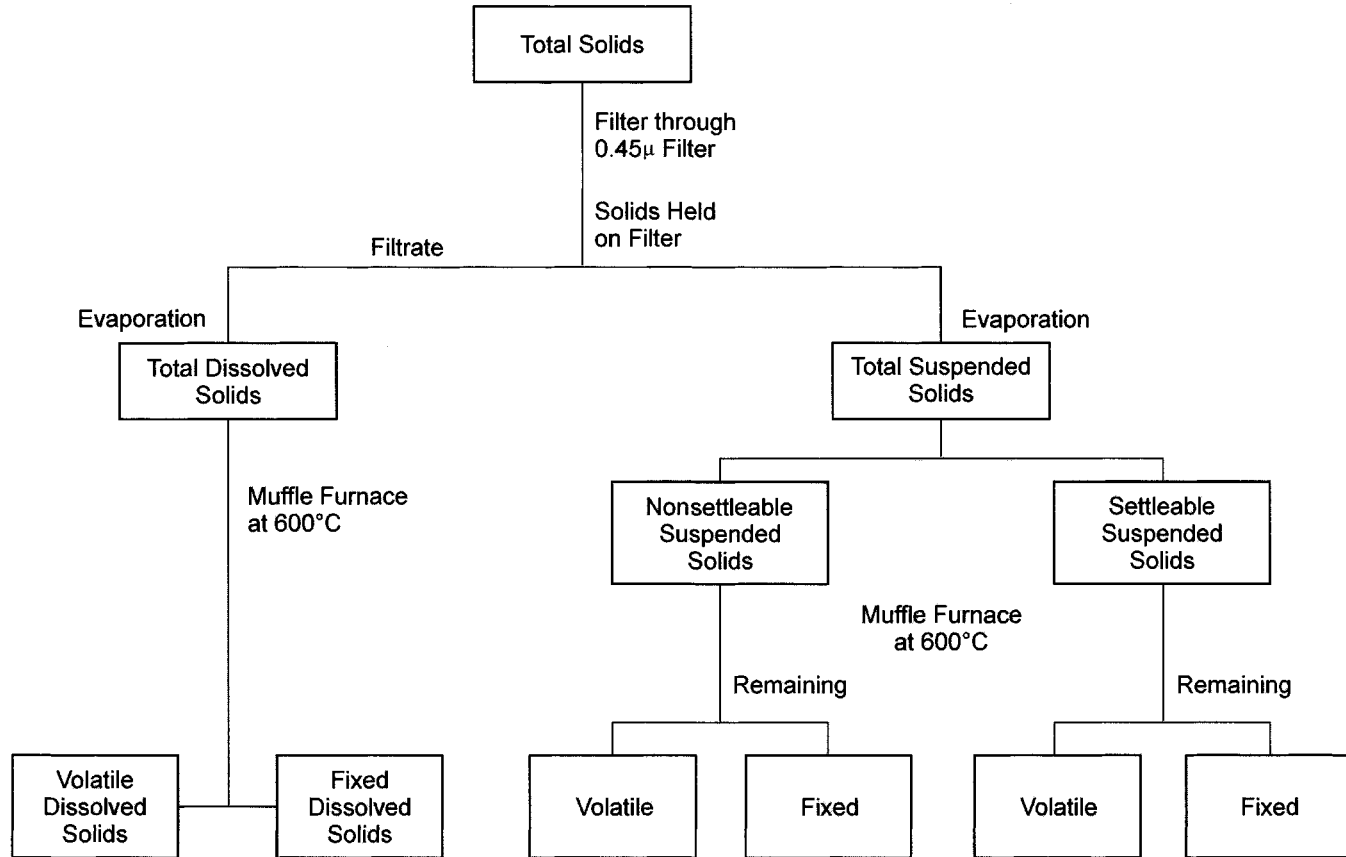 Total Solids
Filter through
0.45μ Filter
Solids Held
on Filter
Filtrate
Evaporation
Evaporation
Total Dissolved
Solids
Total Suspended
Solids
Muffle Furnace
at 600°C
Nonsettleable
Suspended
Solids
Settleable
Suspended
Solids
Muffle Furnace
at 600°C
Remaining
Remaining
Volatile
Dissolved
Solids
Fixed
Dissolved
Solids
Volatile
Fixed
Volatile
Fixed